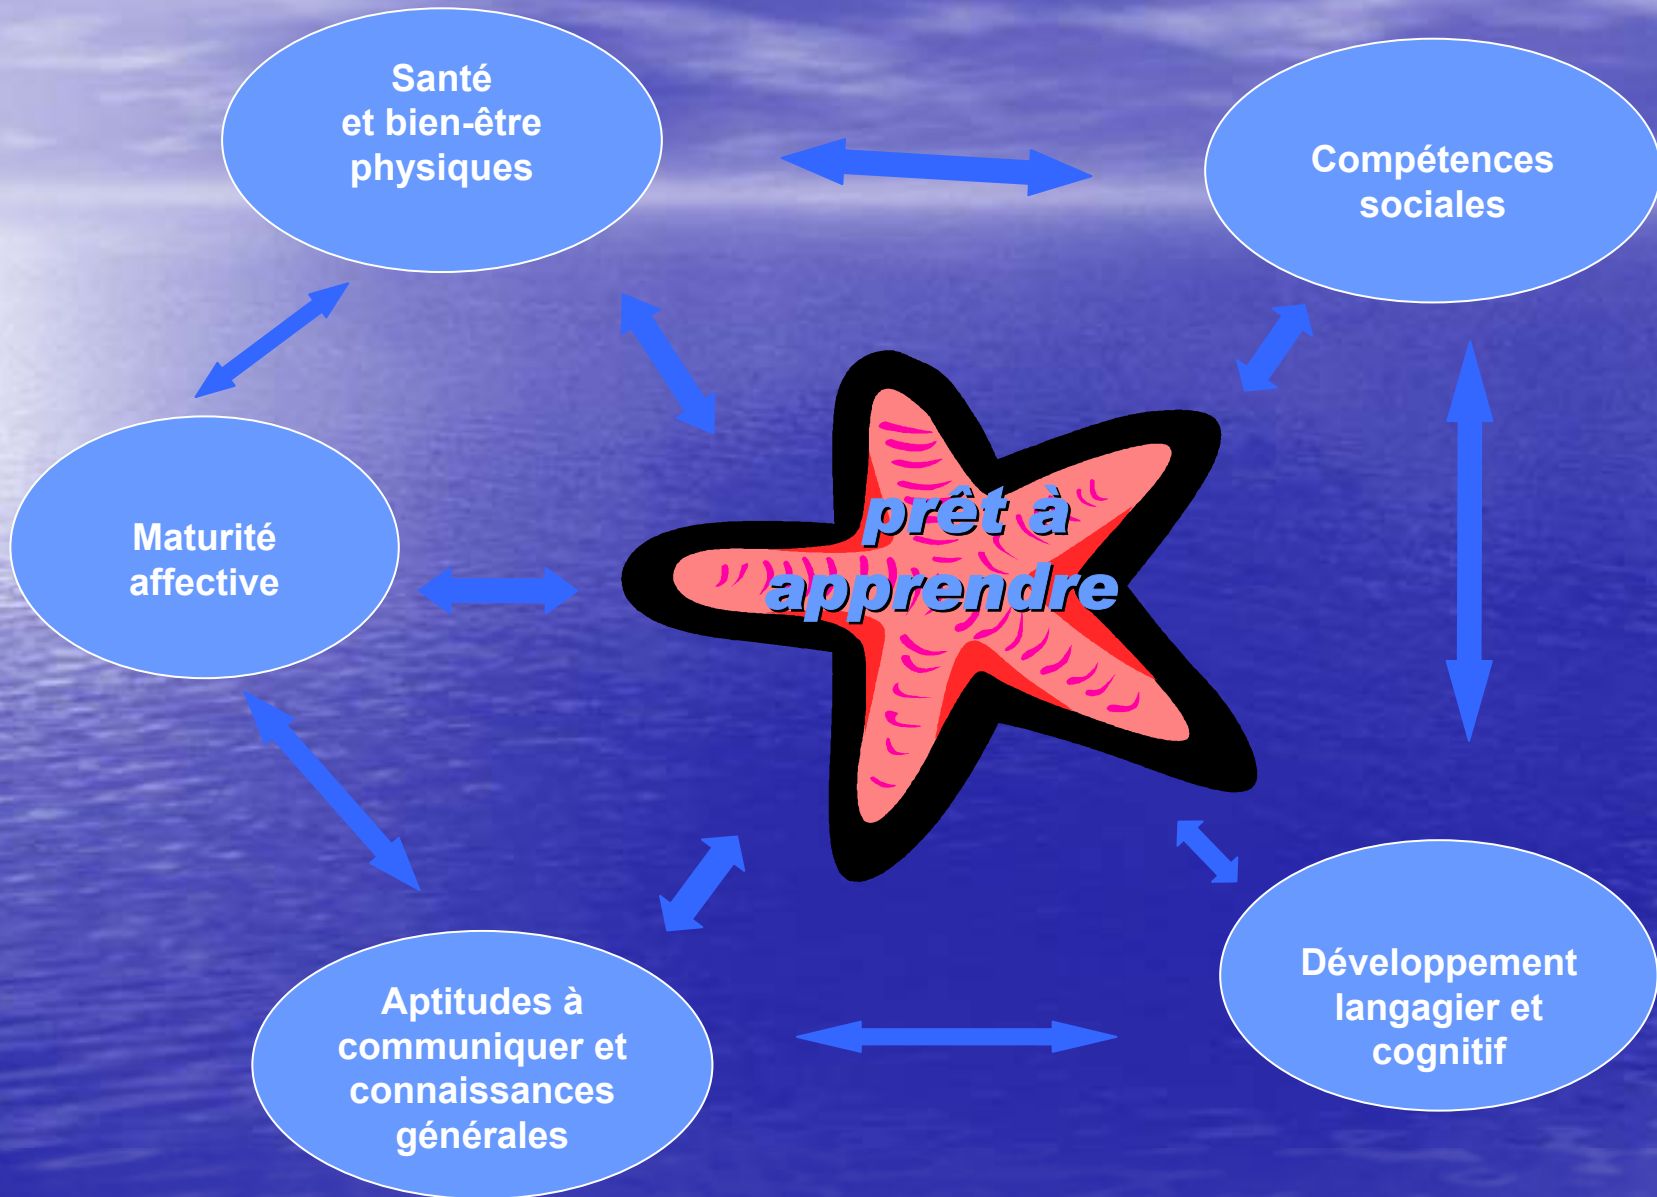 Santé
et bien-être
physiques
Compétences
sociales
prêt à
apprendre
Maturité
affective
Aptitudes à
communiquer et
connaissances
générales
Développement
langagier et
cognitif